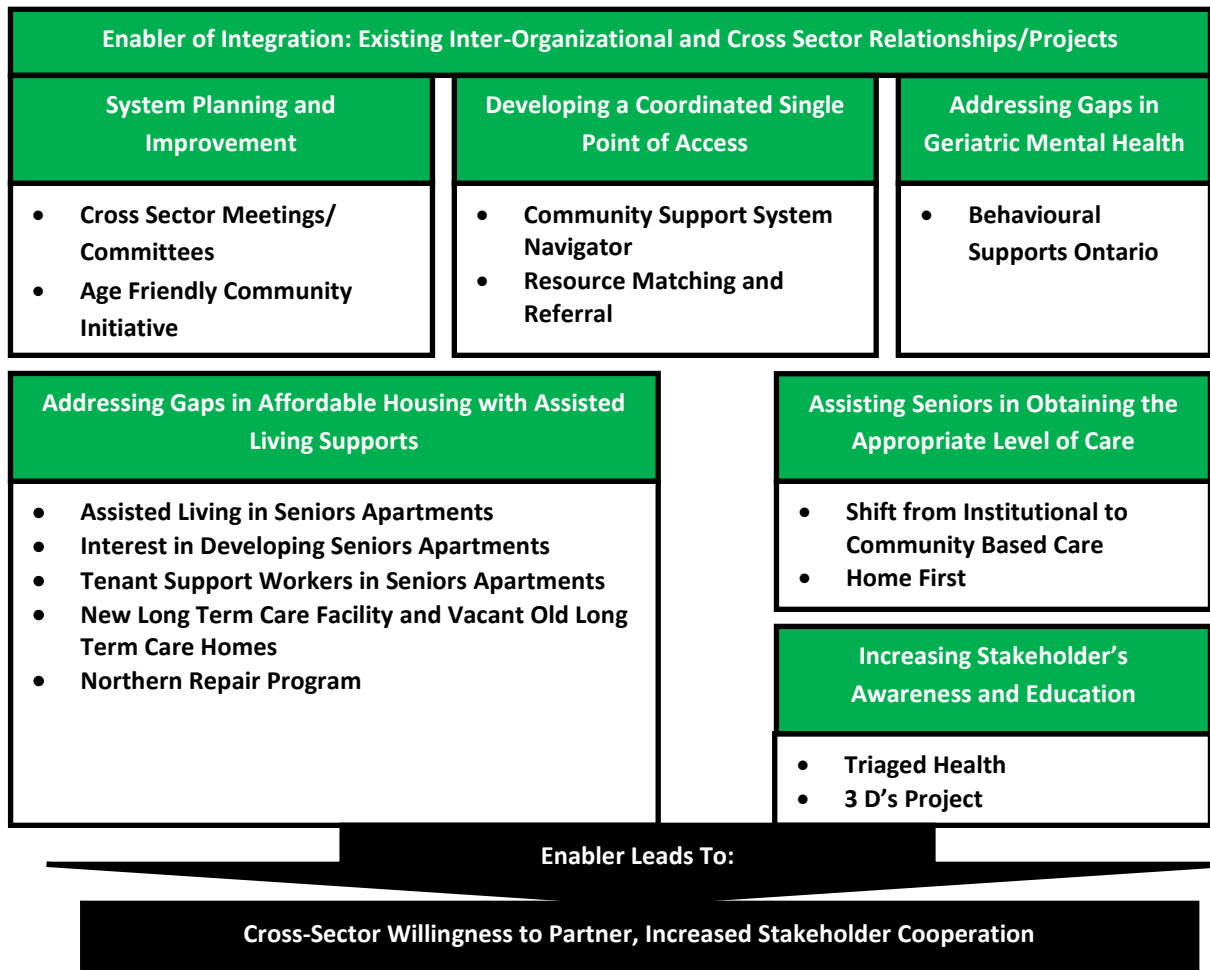 Enabler of Integration: Existing Inter-Organizational and Cross Sector Relationships/Projects
System Planning and
Improvement
• Cross Sector Meetings/
Committees
• Age Friendly Community
Initiative
Developing a Coordinated Single
Point of Access
• Community Support System
Navigator
• Resource Matching and
Referral
Addressing Gaps in
Geriatric Mental Health
• Behavioural
Supports Ontario
Addressing Gaps in Affordable Housing with Assisted
Living Supports
• Assisted Living in Seniors Apartments
• Interest in Developing Seniors Apartments
• Tenant Support Workers in Seniors Apartments
• New Long Term Care Facility and Vacant Old Long
Term Care Homes
• Northern Repair Program
Assisting Seniors in Obtaining the
Appropriate Level of Care
• Shift from Institutional to
Community Based Care
• Home First
Increasing Stakeholder’s
Awareness and Education
• Triaged Health
• 3 D’s Project
Enabler Leads To:
Cross-Sector Willingness to Partner, Increased Stakeholder Cooperation